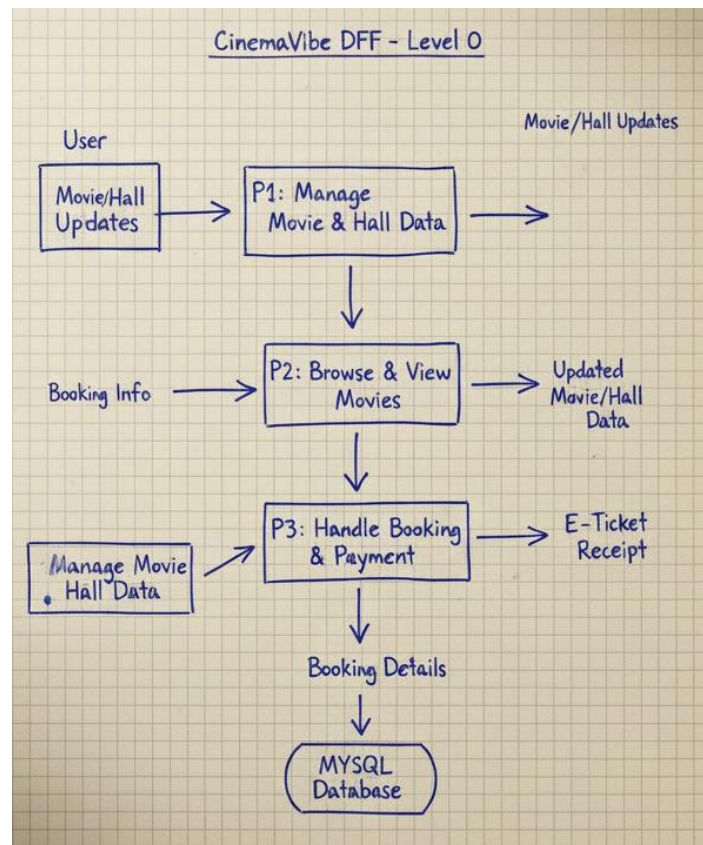 CinemaVibe DFF - Level 0
Movie/Hall Updates
User
Movie/Hall
Updates
P1: Manage
Movie & Hall Data
P2: Browse & View
Movies
Booking Info
Updated
Movie/Hall
Data
P3: Handle Booking
& Payment
E-Ticket
Receipt
Manage Movie
Hall Data
Booking Details
MYSQL
Database